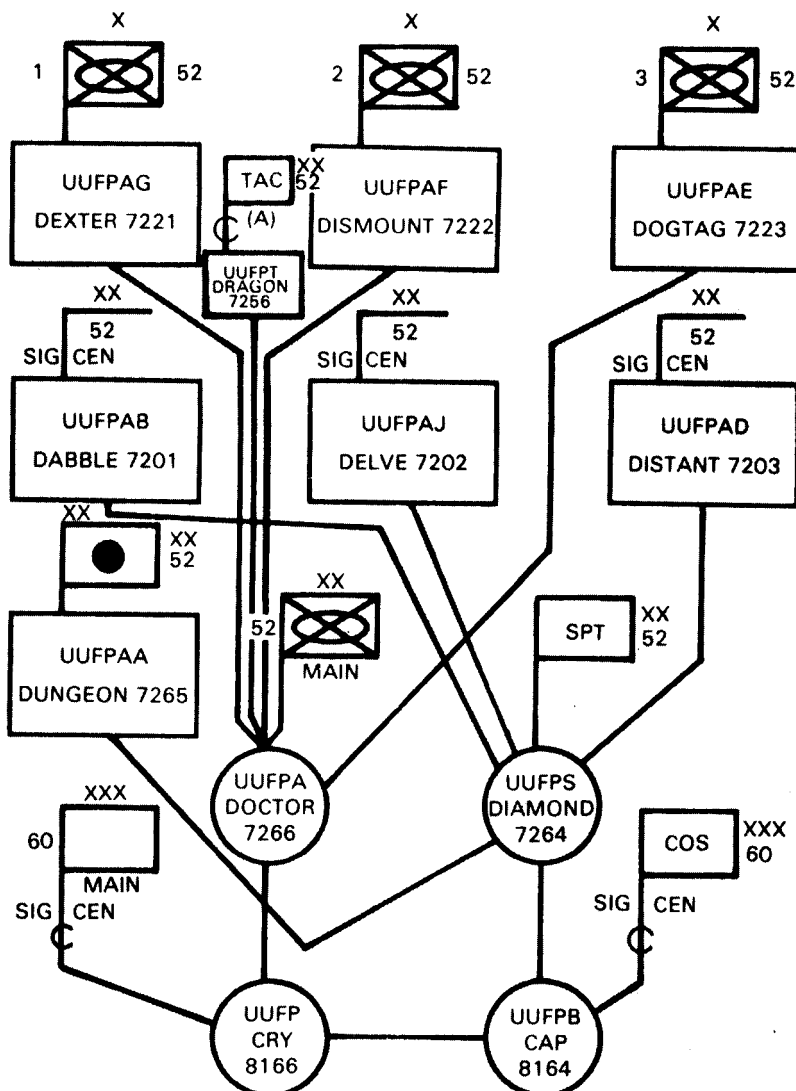 X
1 52
X
2 52
X
3 52
UUFPAG
DEXTER 7221
TAC
XX
52
(A)
UUFPT
DRAGON
7256
UUFPAF
DISMOUNT 7222
UUFPAE
DOGTAG 7223
XX
52
SIG CEN
UUFPAB
DABBLE 7201
XX
52
SIG CEN
UUFPAJ
DELVE 7202
XX
52
SIG CEN
UUFPAD
DISTANT 7203
XX
XX
52
UUFPAA
DUNGEON 7265
XX
52
MAIN
SPT
XX
52
UUFPA
DOCTOR
7266
UUFPS
DIAMOND
7264
XXX
60
MAIN
SIG CEN
COS
XXX
60
SIG CEN
UUFP
CRY
8166
UUFPB
CAP
8164